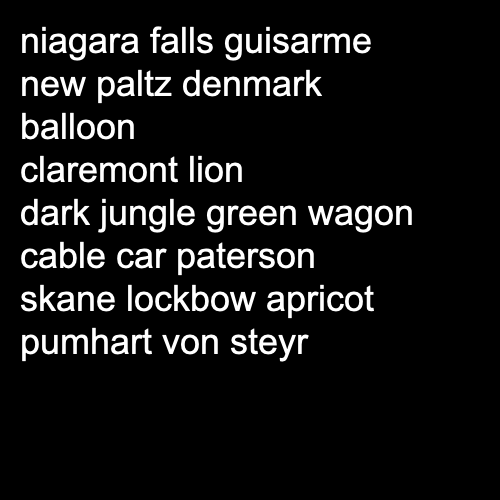 niagara falls guisarme
new paltz denmark
balloon
claremont lion
dark jungle green wagon
cable car paterson
skane lockbow apricot
pumhart von steyr